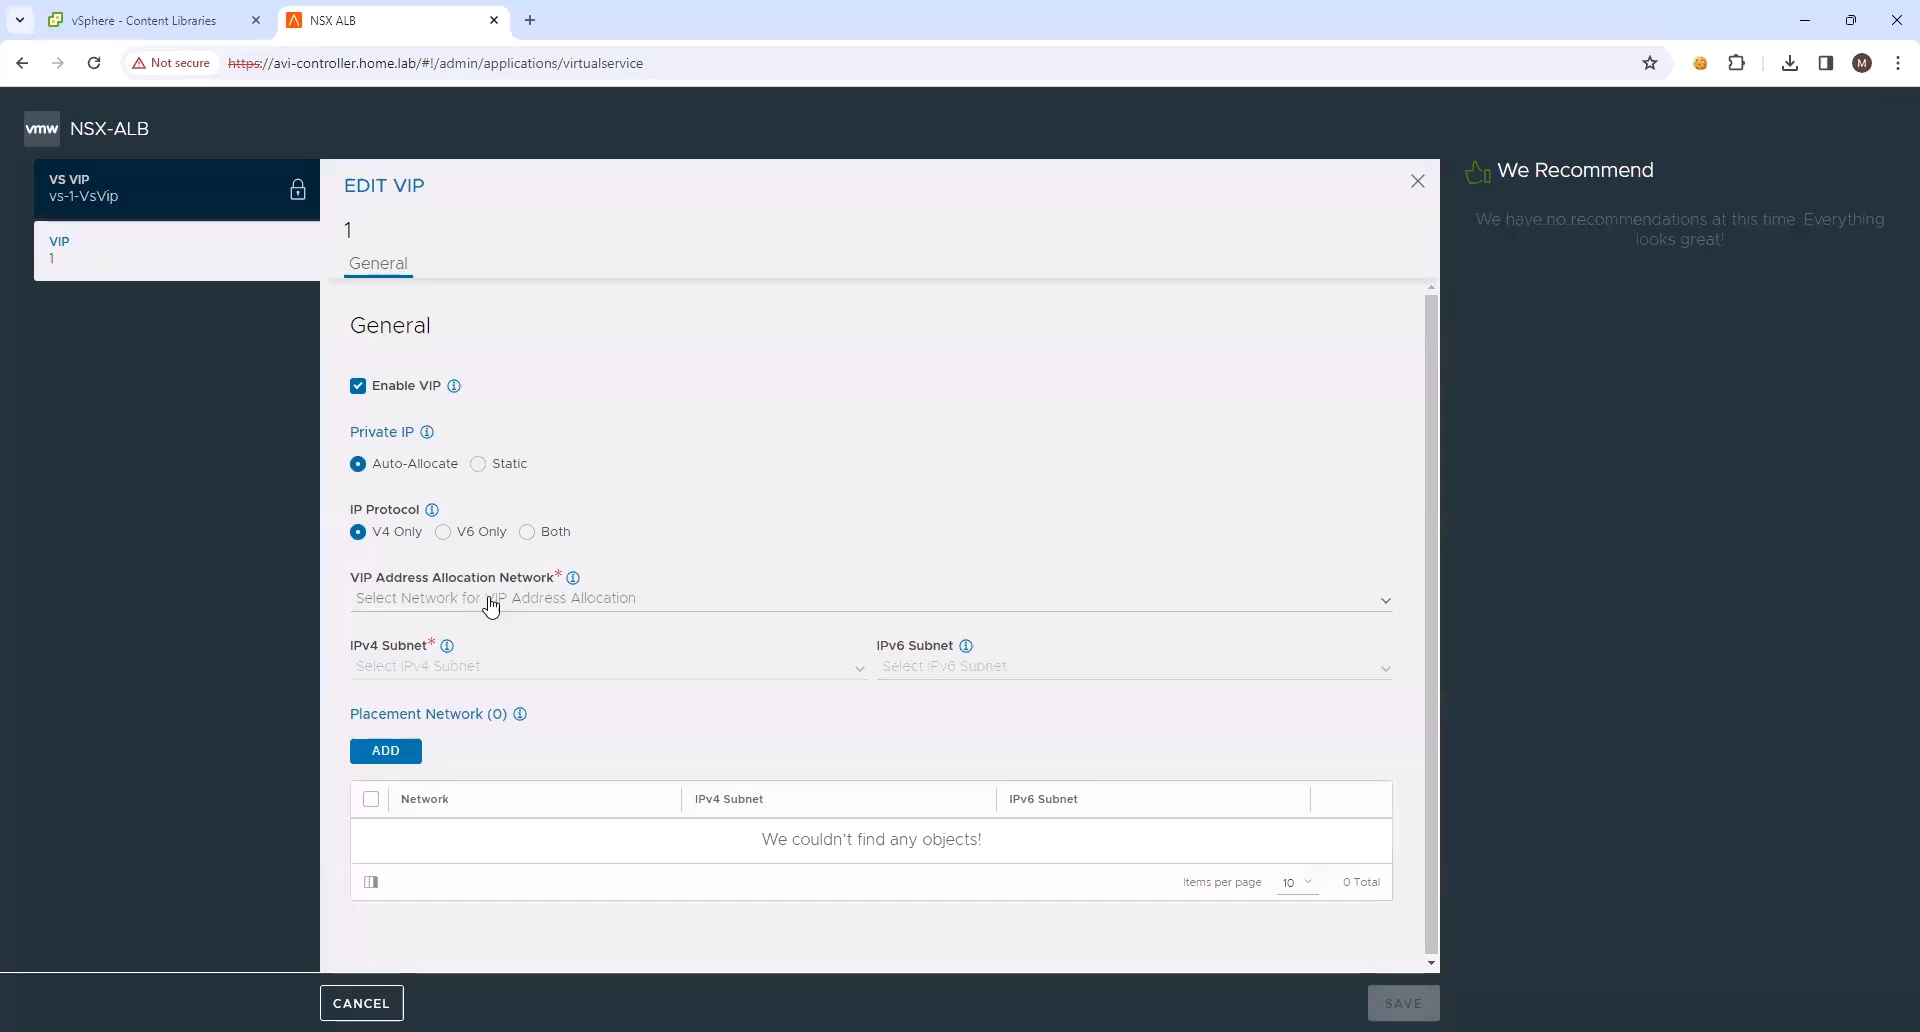 vSphere - Content Libraries
NSX ALB
Not secure
https://avi-controller.home.lab/#!/admin/applications/virtualservice
M
vmw NSX-ALB
VS VIP
vs-1-VsVip
VIP
1
EDIT VIP
1
General
General
Enable VIP
Private IP
Auto-Allocate Static
IP Protocol
V4 Only V6 Only Both
VIP Address Allocation Network*
Select Network for VIP Address Allocation
IPv4 Subnet* IPv6 Subnet
Select IPv4 Subnet Select IPv6 Subnet
Placement Network (0)
ADD
Network IPv4 Subnet IPv6 Subnet
We couldn't find any objects!
Items per page 10 0 Total
CANCEL
SAVE
We Recommend
We have no recommendations at this time. Everything
looks great!